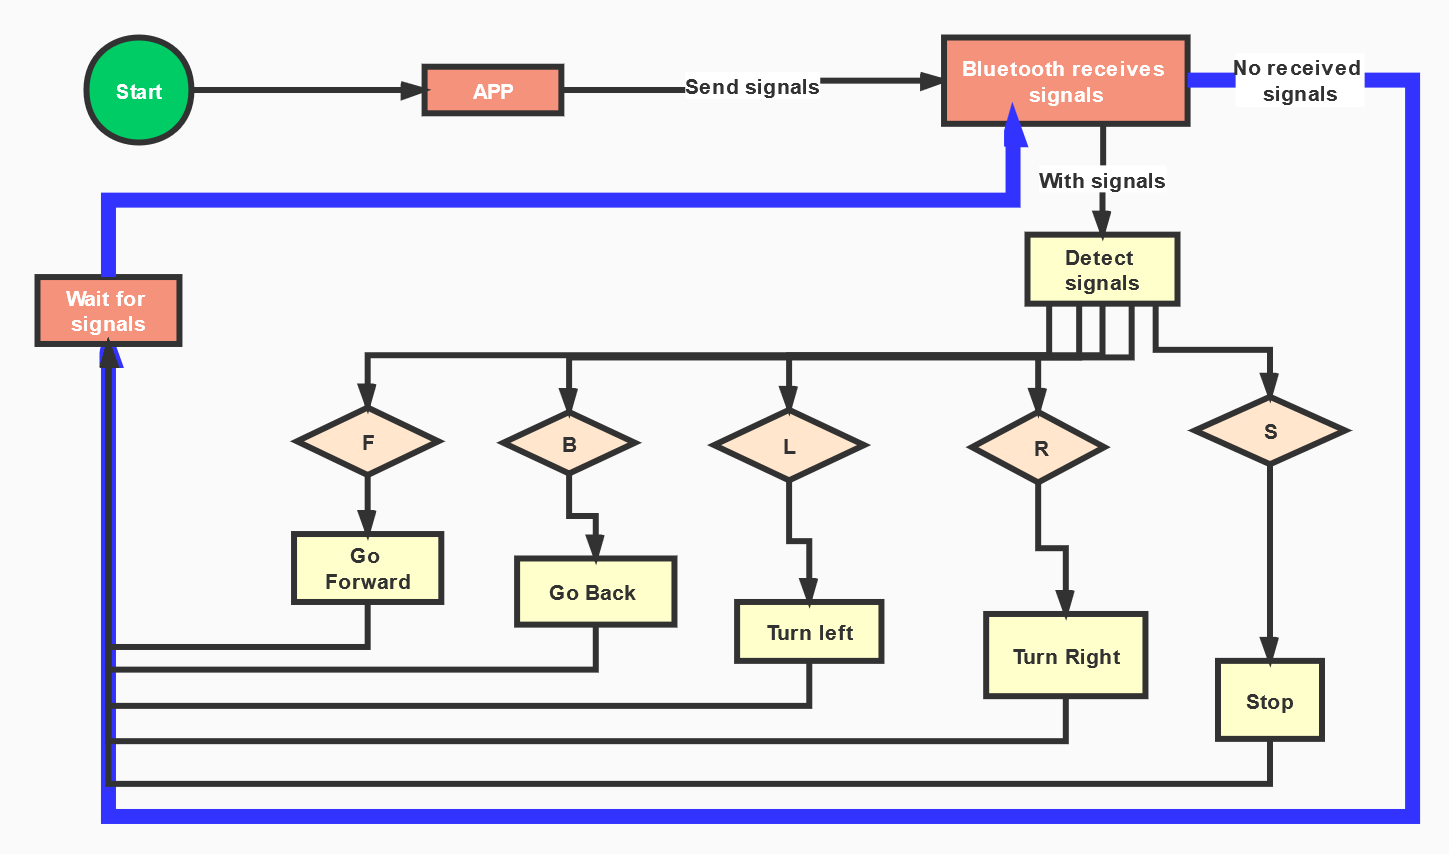 Start
APP
Send signals
Bluetooth receives
signals
No received
signals
With signals
Detect
signals
Wait for
signals
F
B
L
R
S
Go
Forward
Go Back
Turn left
Turn Right
Stop